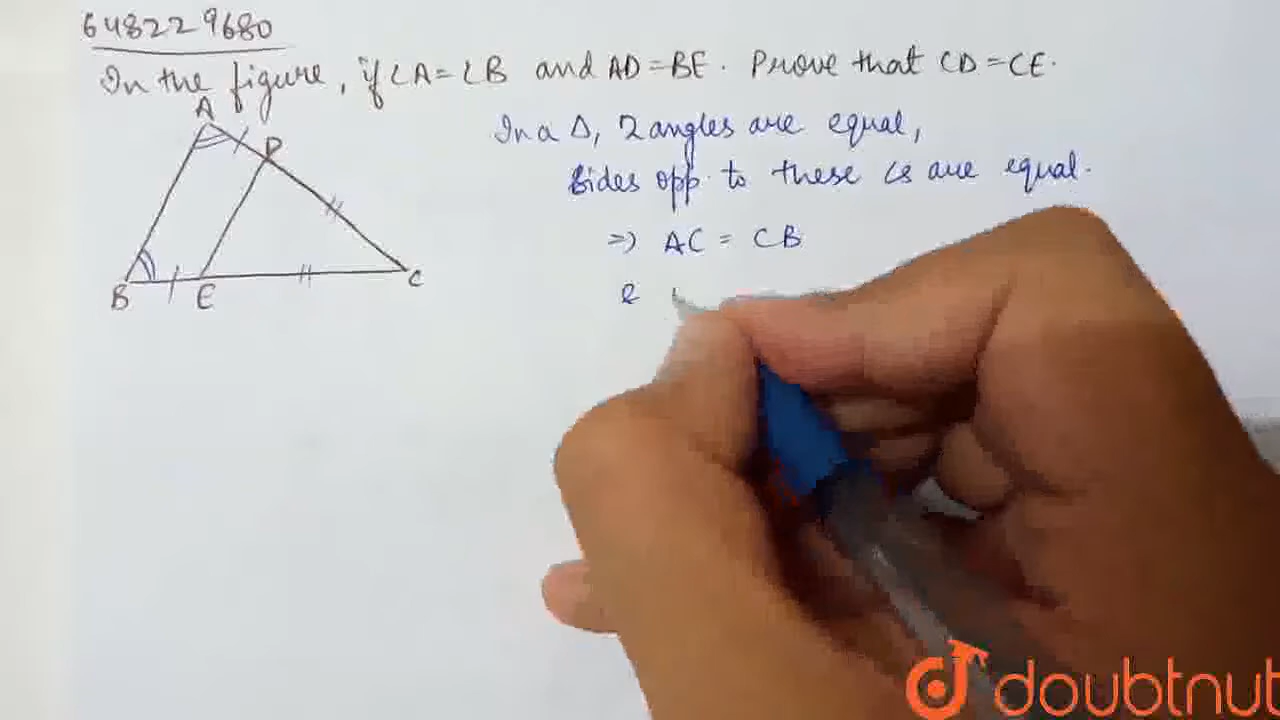 648229680
In the figure, if ∠A = ∠B and AD = BE. Prove that CD = CE.
A
D
B
E
C
In a Δ, 2 angles are equal,
sides opp. to these ∠s are equal.
=> AC = CB
&
doubtnut